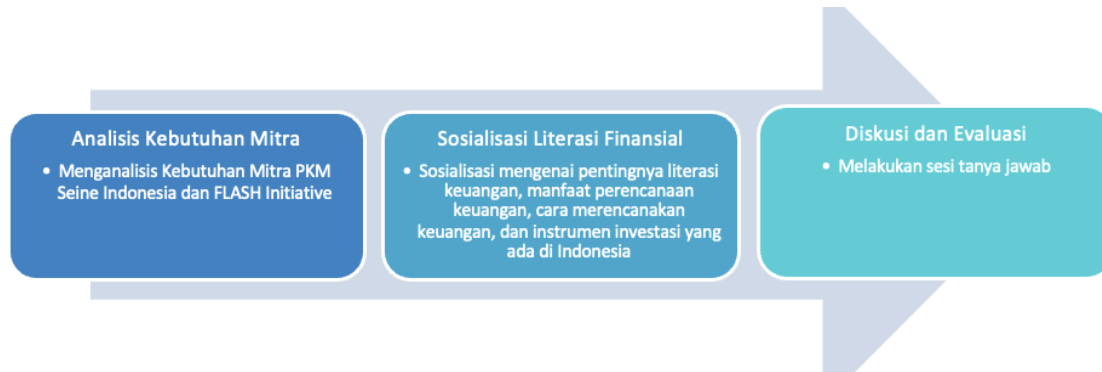 Analisis Kebutuhan Mitra
• Menganalisis Kebutuhan Mitra PKM
Seine Indonesia dan FLASH Initiative
Sosialisasi Literasi Finansial
• Sosialisasi mengenai pentingnya literasi
keuangan, manfaat perencanaan
keuangan, cara merencanakan
keuangan, dan instrumen investasi yang
ada di Indonesia
Diskusi dan Evaluasi
• Melakukan sesi tanya jawab